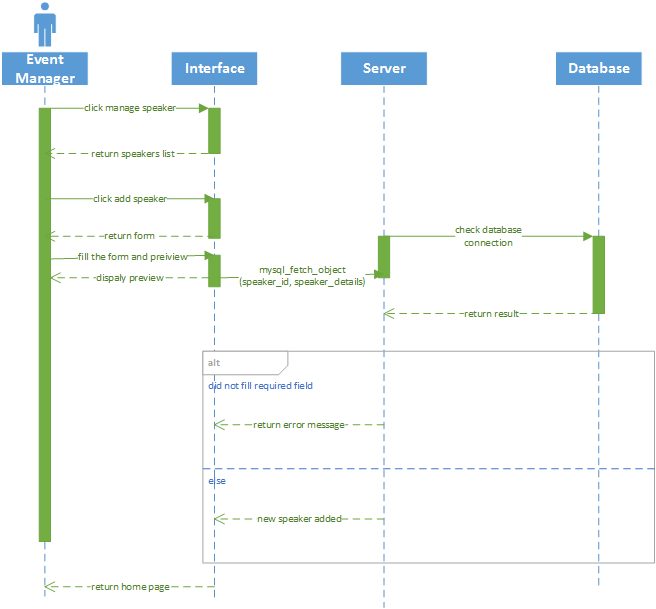 Event
Manager
Interface
Server
Database
click manage speaker
return speakers list
click add speaker
return form
check database
connection
fill the form and preiview
mysql_fetch_object
(speaker_id, speaker_details)
dispaly preview
return result
alt
did not fill required field
return error message
else
new speaker added
return home page